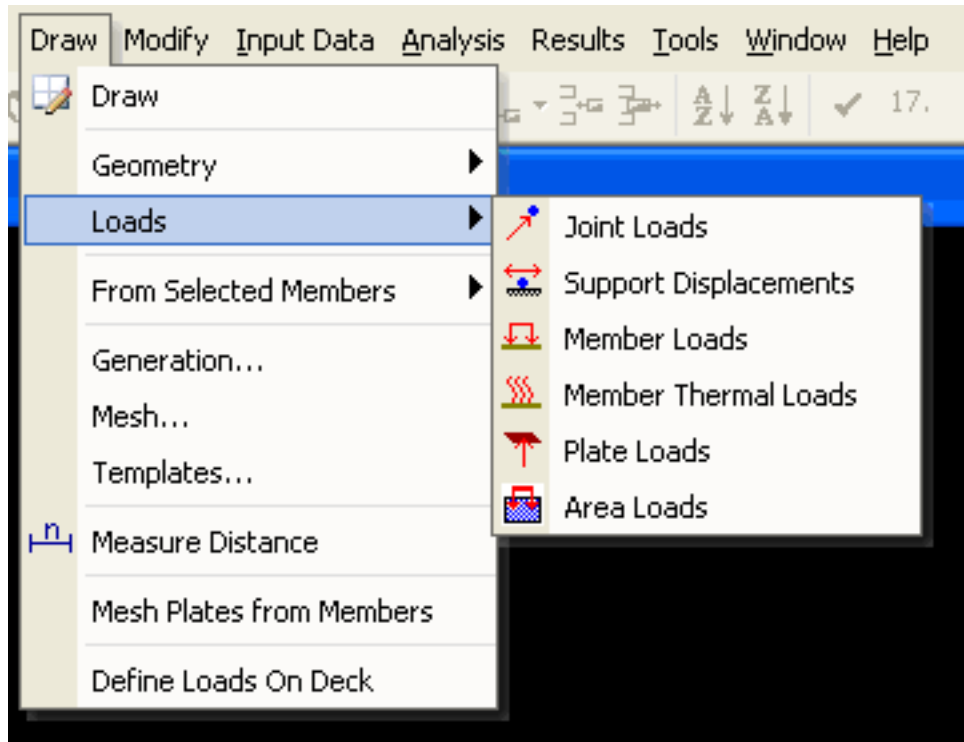 Draw Modify Input Data Analysis Results Tools Window Help
Draw
A Z Z A 17.
Geometry
Loads
Joint Loads
Support Displacements
From Selected Members
Member Loads
Generation...
Member Thermal Loads
Mesh...
Plate Loads
Templates...
Area Loads
n
Measure Distance
Mesh Plates from Members
Define Loads On Deck